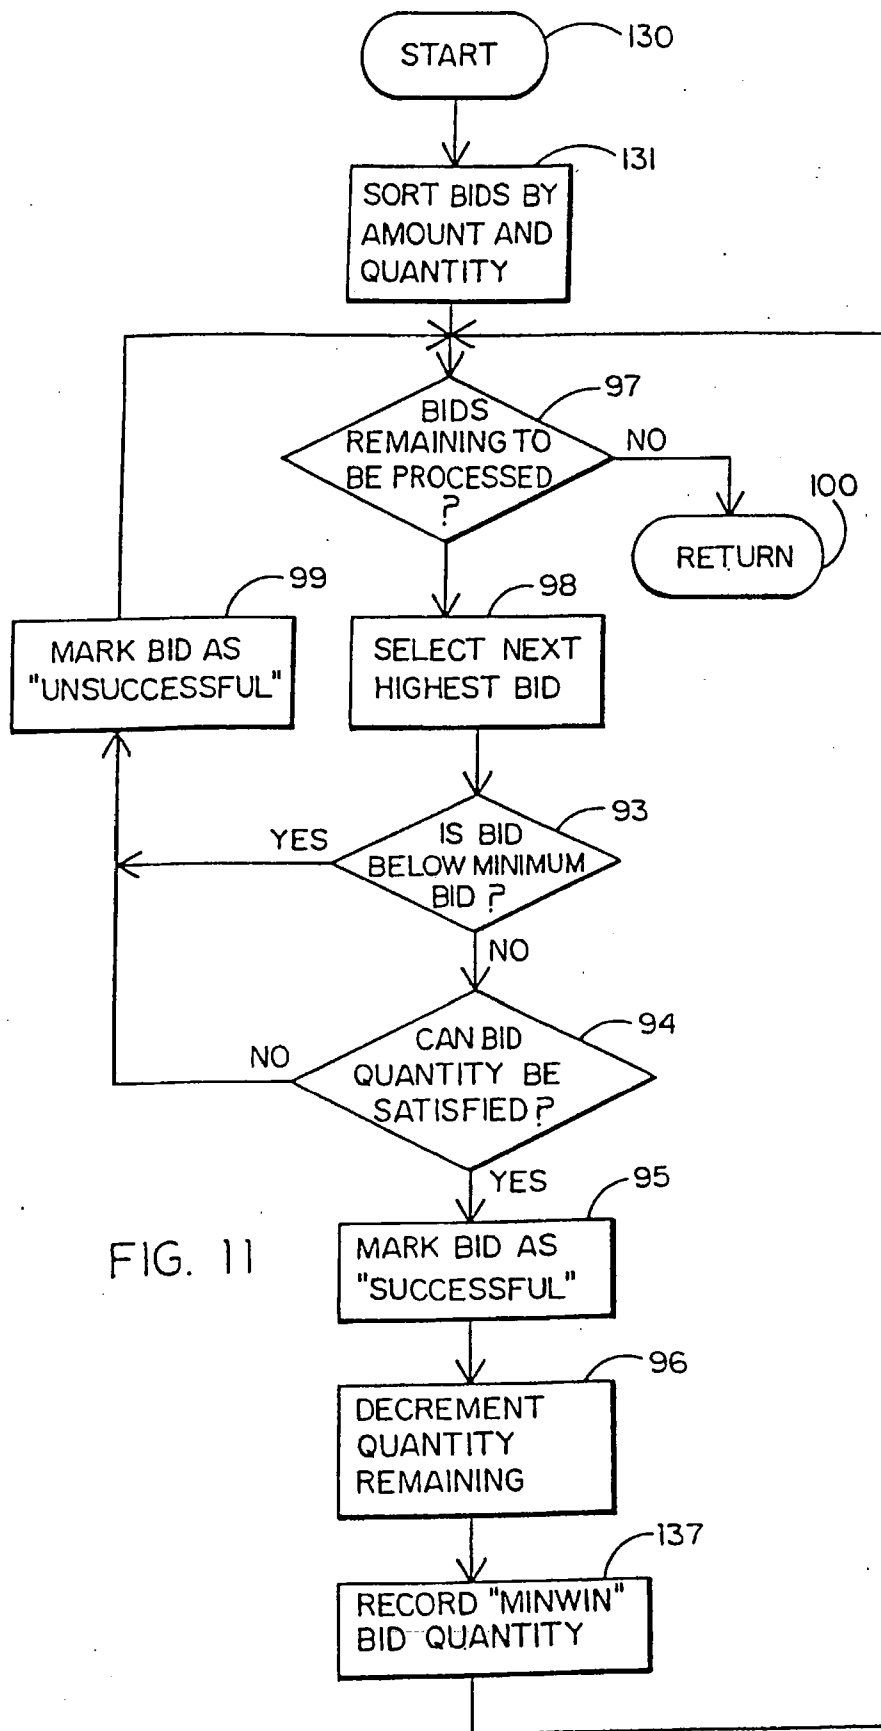 START
130
131
SORT BIDS BY
AMOUNT AND
QUANTITY
97
BIDS
REMAINING TO
BE PROCESSED
?
NO
100
RETURN
99
MARK BID AS
"UNSUCCESSFUL"
98
SELECT NEXT
HIGHEST BID
93
YES
IS BID
BELOW MINIMUM
BID ?
NO
94
NO
CAN BID
QUANTITY BE
SATISFIED ?
YES
95
FIG. 11
MARK BID AS
"SUCCESSFUL"
96
DECREMENT
QUANTITY
REMAINING
137
RECORD "MINWIN"
BID QUANTITY